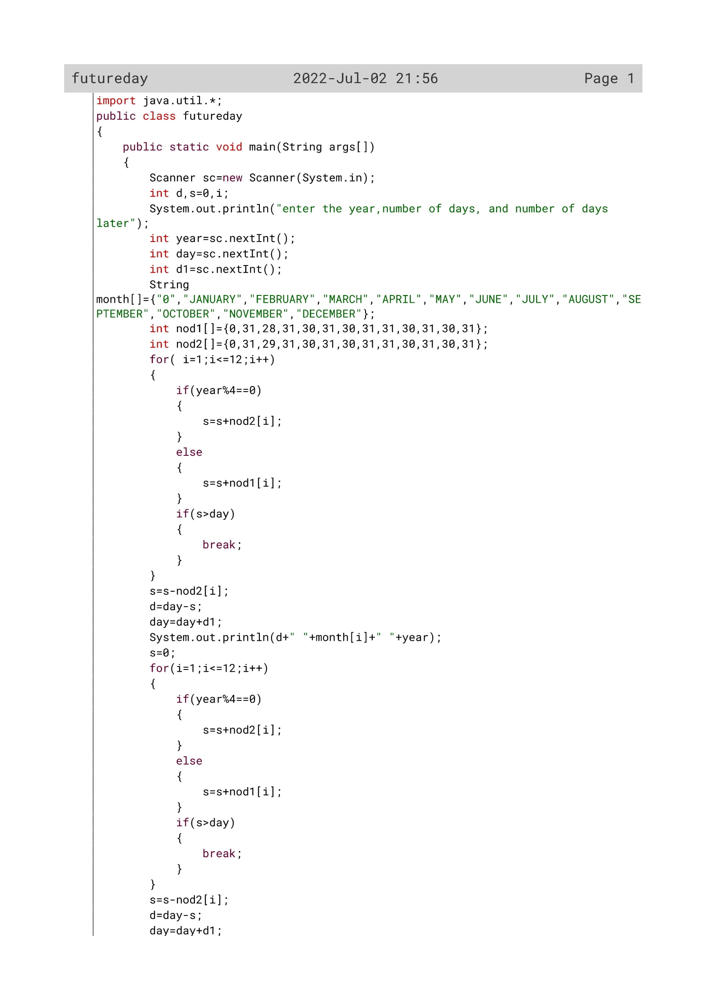 futureday 2022-Jul-02 21:56 Page 1
import java.util.*;
public class futureday
{
    public static void main(String args[])
    {
        Scanner sc=new Scanner(System.in);
        int d,s=0,i;
        System.out.println("enter the year,number of days, and number of days
later");
        int year=sc.nextInt();
        int day=sc.nextInt();
        int d1=sc.nextInt();
        String
month[]={"0","JANUARY","FEBRUARY","MARCH","APRIL","MAY","JUNE","JULY","AUGUST","SE
PTEMBER","OCTOBER","NOVEMBER","DECEMBER"};
        int nod1[]={0,31,28,31,30,31,30,31,31,30,31,30,31};
        int nod2[]={0,31,29,31,30,31,30,31,31,30,31,30,31};
        for( i=1;i<=12;i++)
        {
            if(year%4==0)
            {
                s=s+nod2[i];
            }
            else
            {
                s=s+nod1[i];
            }
            if(s>day)
            {
                break;
            }
        }
        s=s-nod2[i];
        d=day-s;
        day=day+d1;
        System.out.println(d+" "+month[i]+" "+year);
        s=0;
        for(i=1;i<=12;i++)
        {
            if(year%4==0)
            {
                s=s+nod2[i];
            }
            else
            {
                s=s+nod1[i];
            }
            if(s>day)
            {
                break;
            }
        }
        s=s-nod2[i];
        d=day-s;
        day=day+d1;